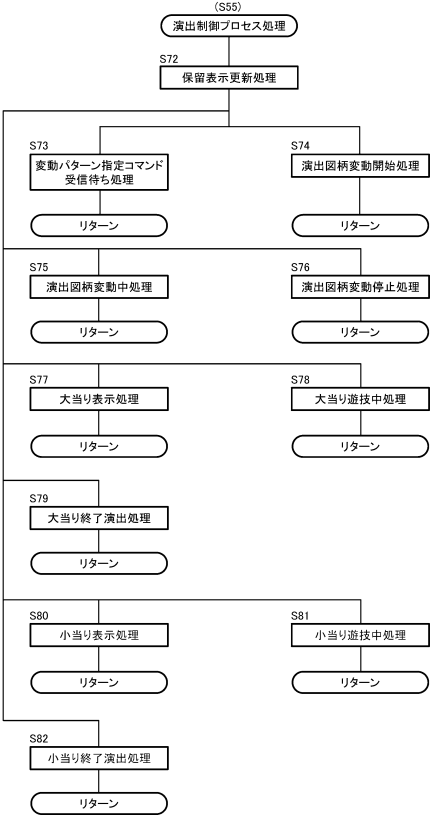 (S55)
演出制御プロセス処理
S72
保留表示更新処理
S73
変動パターン指定コマンド
受信待ち処理
リターン
S74
演出図柄変動開始処理
リターン
S75
演出図柄変動中処理
リターン
S76
演出図柄変動停止処理
リターン
S77
大当り表示処理
リターン
S78
大当り遊技中処理
リターン
S79
大当り終了演出処理
リターン
S80
小当り表示処理
リターン
S81
小当り遊技中処理
リターン
S82
小当り終了演出処理
リターン